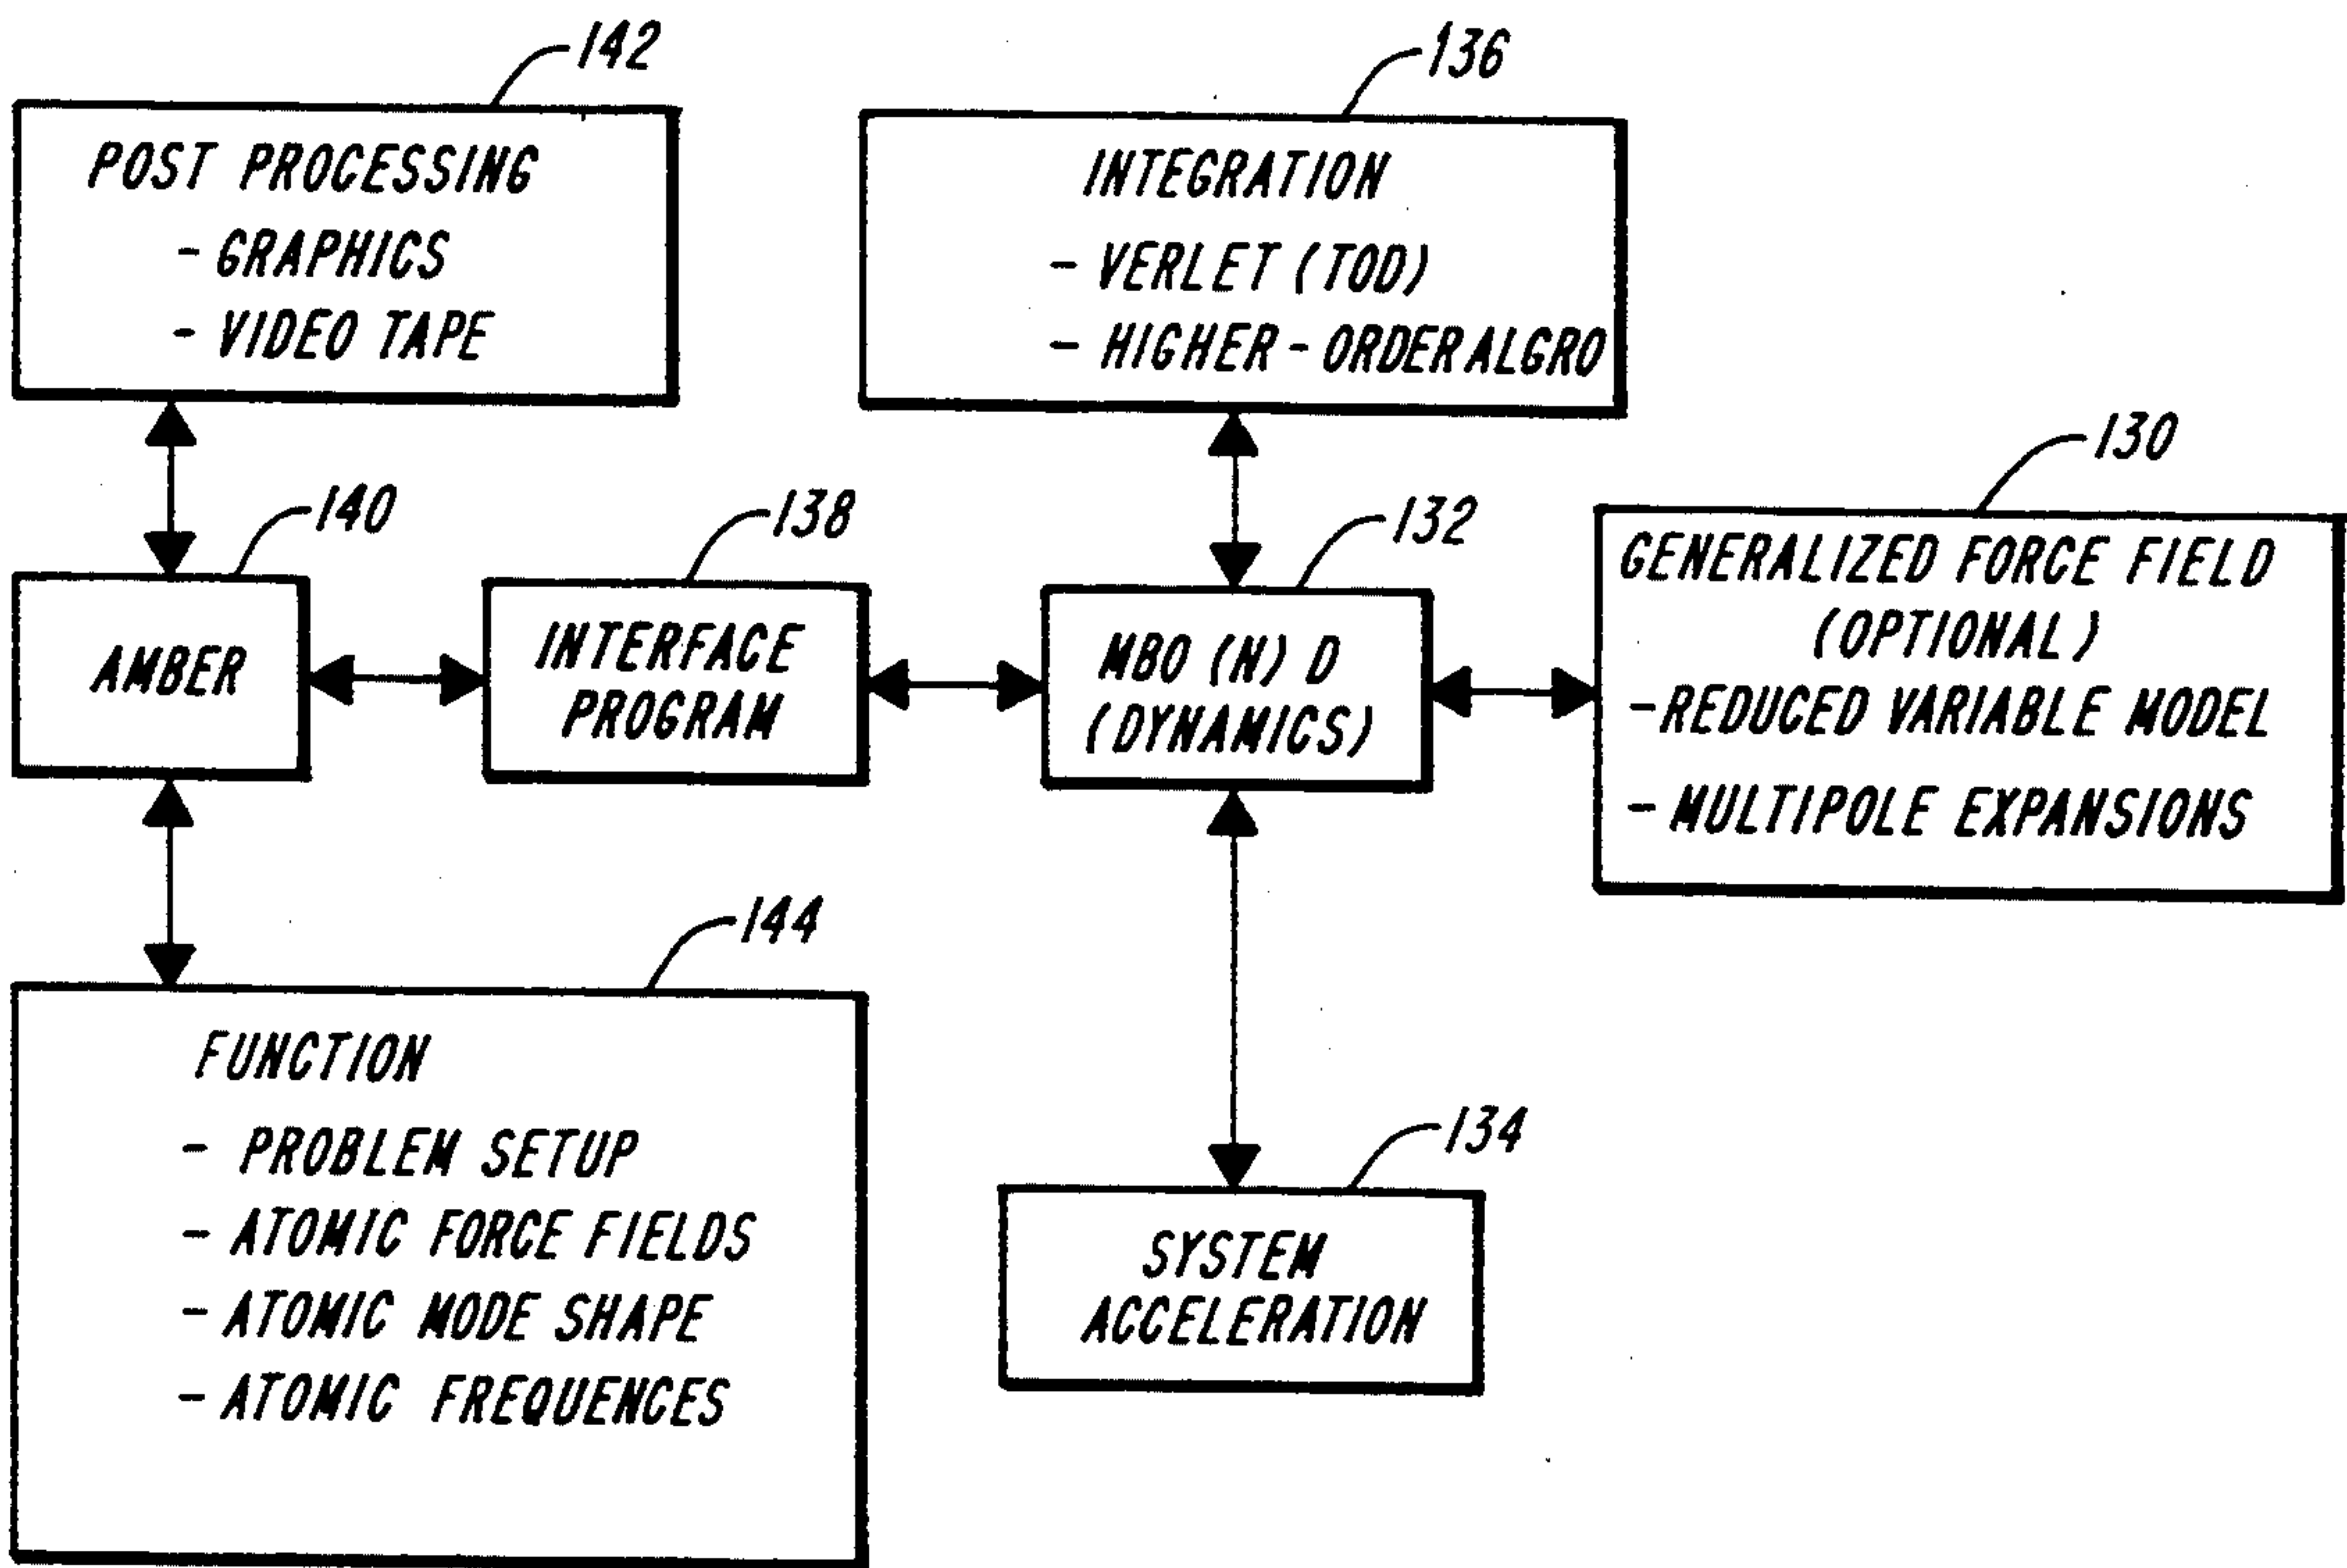 142
POST PROCESSING
- GRAPHICS
- VIDEO TAPE
136
INTEGRATION
- VERLET (TOD)
- HIGHER - ORDERALGRO
140
AMBER
138
INTERFACE
PROGRAM
132
MBO (N) D
(DYNAMICS)
130
GENERALIZED FORCE FIELD
(OPTIONAL)
- REDUCED VARIABLE MODEL
- MULTIPOLE EXPANSIONS
144
FUNCTION
- PROBLEM SETUP
- ATOMIC FORCE FIELDS
- ATOMIC MODE SHAPE
- ATOMIC FREQUENCES
134
SYSTEM
ACCELERATION